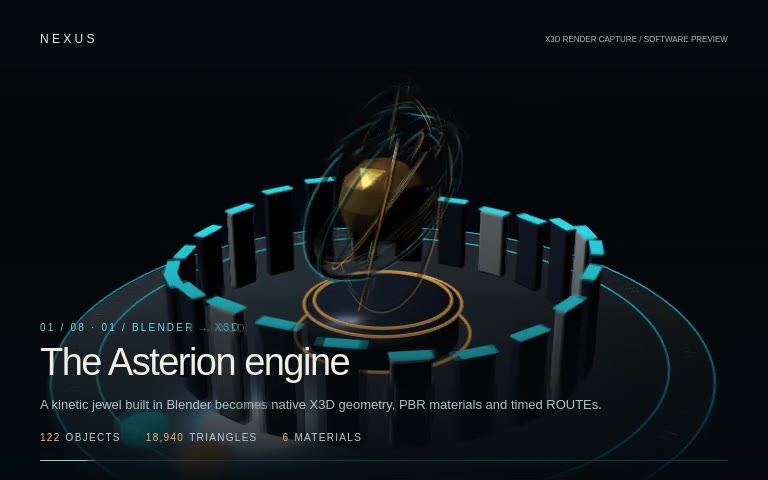 NEXUS
X3D RENDER CAPTURE / SOFTWARE PREVIEW
01 / 08 · 01 / BLENDER → X3D
The Asterion engine
A kinetic jewel built in Blender becomes native X3D geometry, PBR materials and timed ROUTEs.
122 OBJECTS 18,940 TRIANGLES 6 MATERIALS